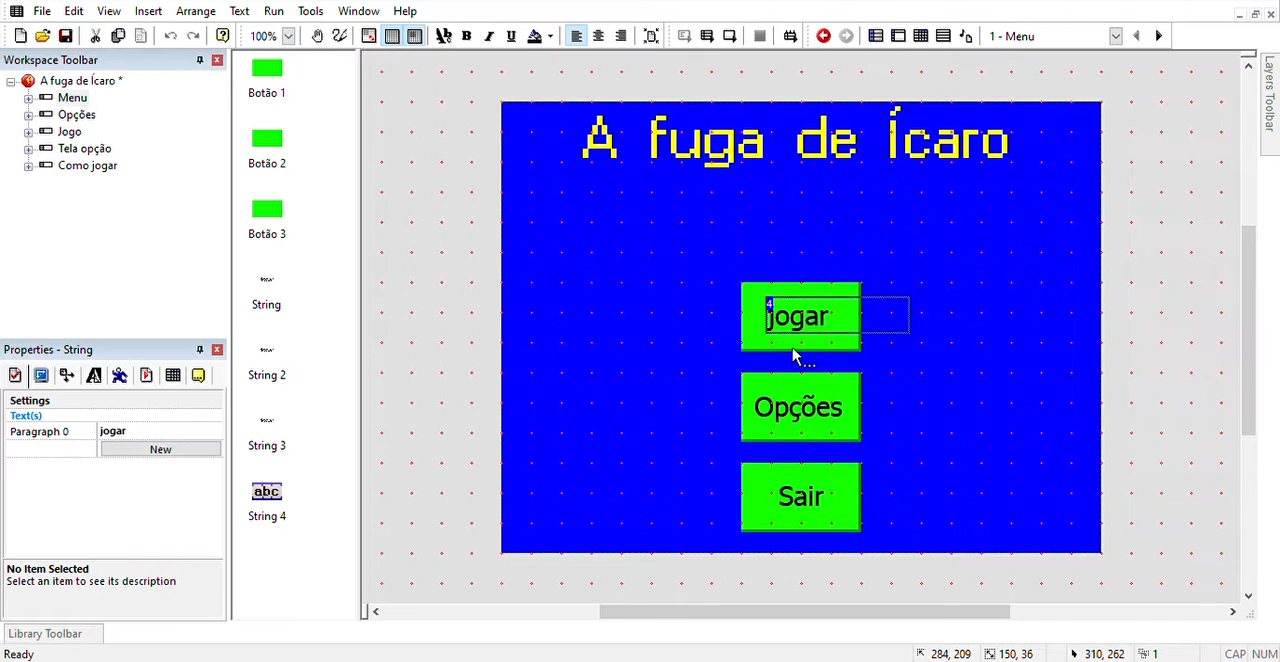 File Edit View Insert Arrange Text Run Tools Window Help
100% 1 - Menu
Workspace Toolbar
A fuga de Ícaro *
Menu
Opções
Jogo
Tela opção
Como jogar
Properties - String
Settings
Text(s)
Paragraph 0 jogar
New
No Item Selected
Select an item to see its description
Library Toolbar
Botão 1
Botão 2
Botão 3
String
String 2
String 3
abc
String 4
A fuga de Ícaro
4
jogar
Opções
Sair
Layers Toolbar
Ready 284, 209 150, 36 310, 262 1 CAP NUM